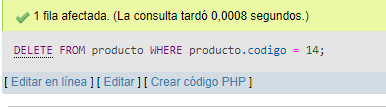 1 fila afectada. (La consulta tardó 0,0008 segundos.)
DELETE FROM producto WHERE producto.codigo = 14;
[ Editar en línea ] [ Editar ] [ Crear código PHP ]